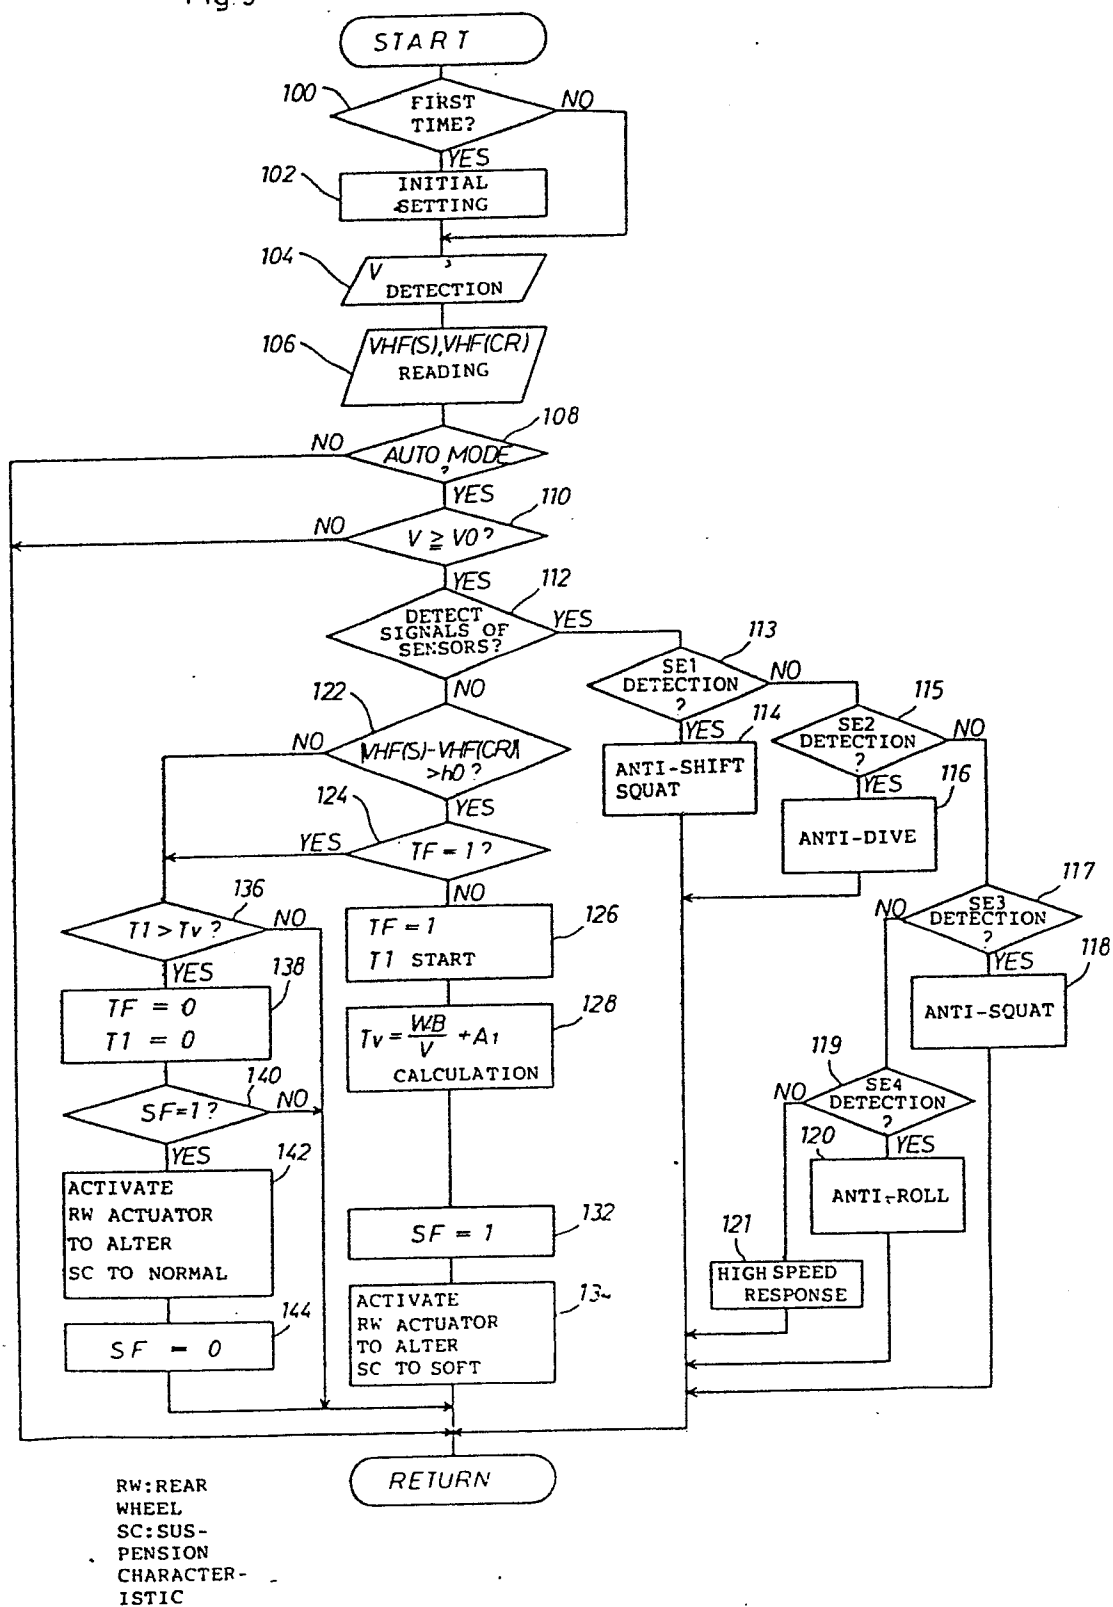 START
100
FIRST
TIME?
NO
YES
102
INITIAL
SETTING
104
V
DETECTION
106
VHF(S),VHF(CR)
READING
108
NO
AUTO MODE
?
YES
110
NO
V ≧ V0?
YES
112
DETECT
SIGNALS OF
SENSORS?
YES
NO
113
SE1
DETECTION
?
NO
YES
114
ANTI-SHIFT
SQUAT
115
SE2
DETECTION
?
NO
YES
116
ANTI-DIVE
117
SE3
DETECTION
?
NO
YES
118
ANTI-SQUAT
119
SE4
DETECTION
?
NO
YES
120
ANTI-ROLL
121
HIGH SPEED
RESPONSE
122
NO
|VHF(S)-VHF(CR)|
>h0?
YES
124
YES
TF=1?
NO
126
TF=1
T1 START
128
Tv=WB/V+A1
CALCULATION
132
SF=1
ACTIVATE
RW ACTUATOR
TO ALTER
SC TO SOFT
136
T1>Tv?
NO
YES
138
TF=0
T1=0
140
SF=1?
NO
YES
142
ACTIVATE
RW ACTUATOR
TO ALTER
SC TO NORMAL
144
SF=0
RETURN
RW:REAR
WHEEL
SC:SUS-
PENSION
CHARACTER-
ISTIC